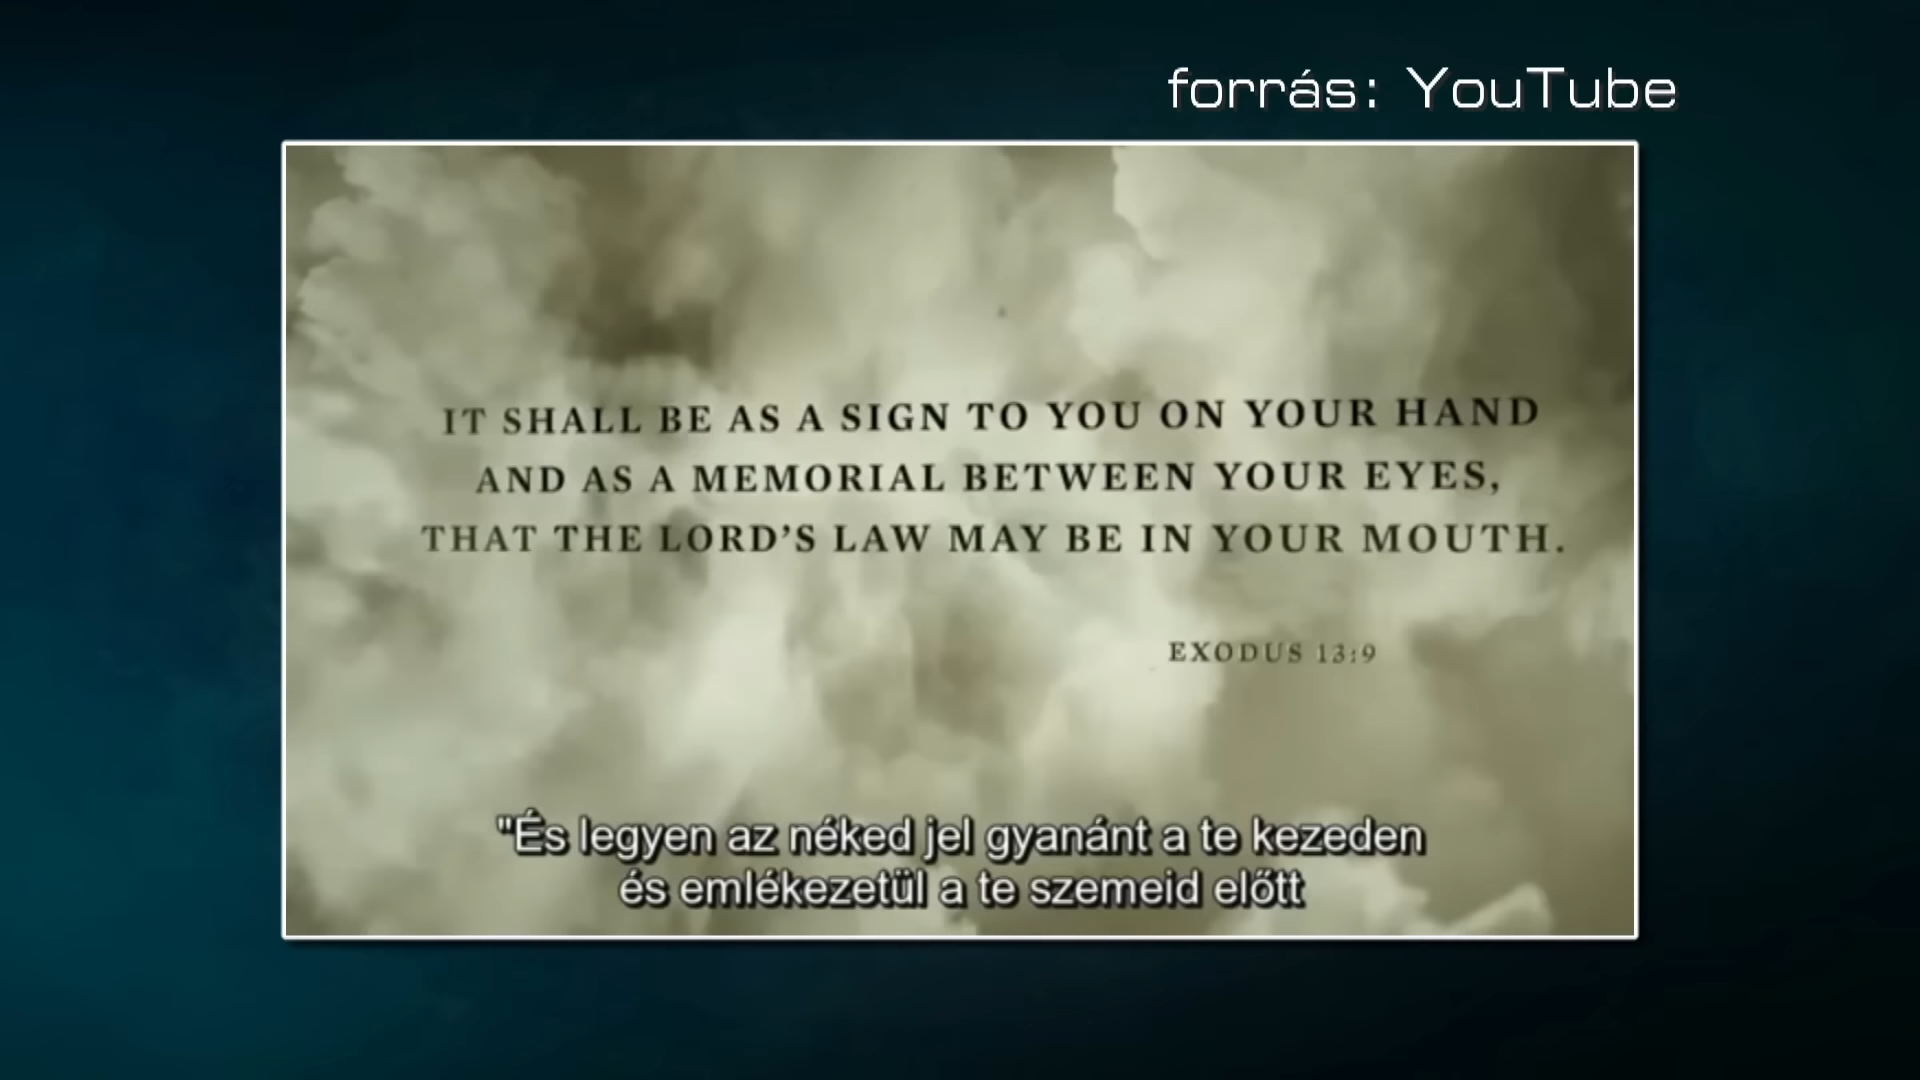 forrás: YouTube
IT SHALL BE AS A SIGN TO YOU ON YOUR HAND
AND AS A MEMORIAL BETWEEN YOUR EYES,
THAT THE LORD'S LAW MAY BE IN YOUR MOUTH.
EXODUS 13:9
"És legyen az néked jel gyanánt a te kezeden
és emlékezetül a te szemeid előtt